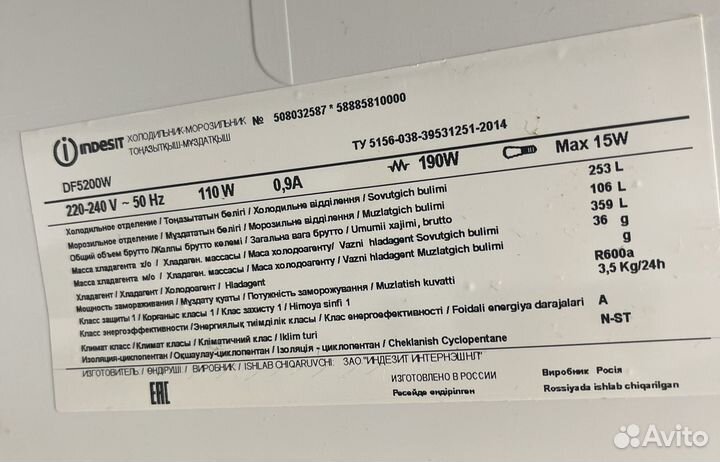 indesit
ХОЛОДИЛЬНИК-МОРОЗИЛЬНИК № 508032587 * 58885810000
ТОҢАЗЫТҚЫШ-МҰЗДАТҚЫШ
ТУ 5156-038-39531251-2014
DF5200W
220-240 V ~ 50 Hz 110 W 0,9A 190W Max 15W
Холодильное отделение / Тоңазытатын бөлігі / Холодильне відділення / Sovutgich bulimi 253 L
Морозильное отделение / Мұздататын бөлігі / Морозильне відділення / Muzlatgich bulimi 106 L
Общий объем брутто / Жалпы брутто көлемі / Загальна вага брутто / Umumii xajimi, brutto 359 L
Масса хладагента х/о / Хладаген. массасы / Маса холодоагенту / Vazni hladagent Sovutgich bulimi 36 g
Масса хладагента м/о / Хладаген. массасы / Маса холодоагенту / Vazni hladagent Muzlatgich bulimi g
Хладагент / Хладагент / Холодоагент / Hladagent R600a
Мощность замораживания / Мұздату қуаты / Потужність заморожування / Muzlatish kuvatti 3,5 Kg/24h
Класс защиты 1 / Корғаныс класы 1 / Клас захисту 1 / Himoya sinfi 1
Класс энергоэффективности / Энергиялық тиімділік класы / Клас енергоефективності / Foidali energiya darajalari A
Климат класс / Климат класы / Кліматичний клас / Iklim turi N-ST
Изоляция-циклопентан / Оқшаулау-циклопентан / Ізоляція - циклопентан / Cheklanish Cyclopentane
ИЗГОТОВИТЕЛЬ / ӨНДІРУШІ / ВИРОБНИК / ISHLAB CHIQARUVCHI: ЗАО "ИНДЕЗИТ ИНТЕРНЭШНЛ"
EAC
ИЗГОТОВЛЕНО В РОССИИ Виробник Росія
Ресейде өндірілген Rossiyada ishlab chiqarilgan
Avito